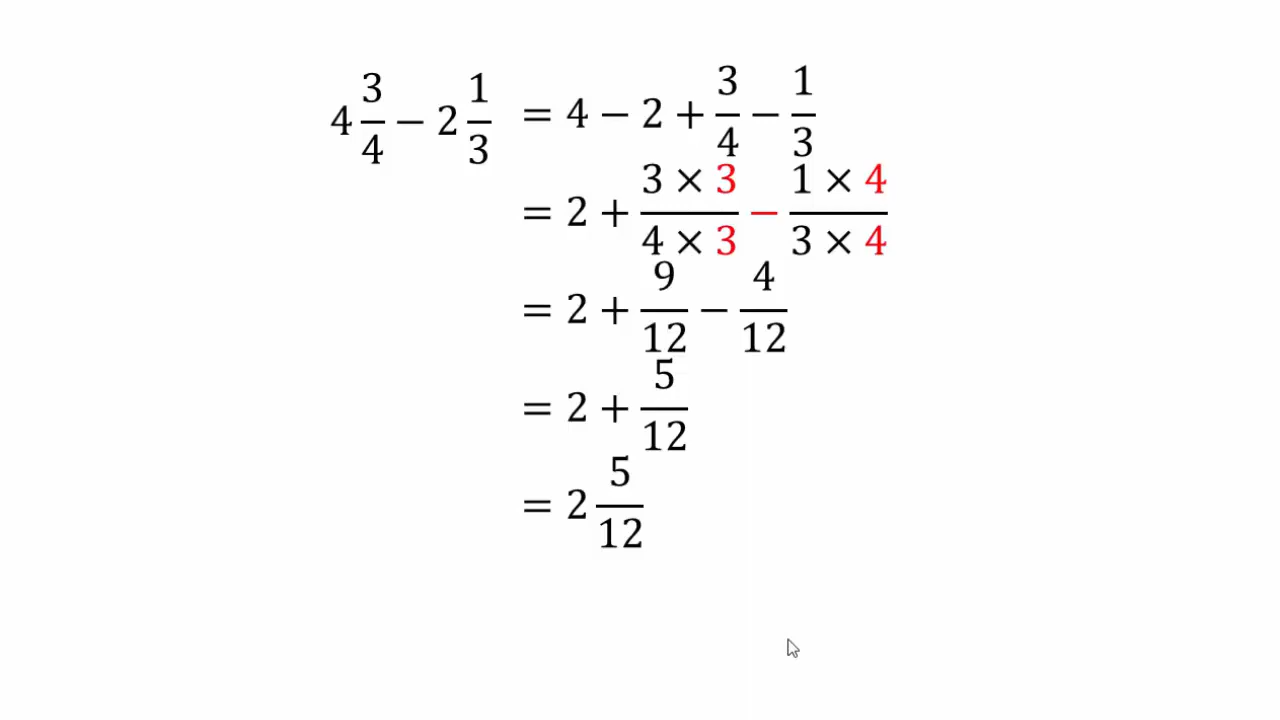 4 3/4 − 2 1/3 = 4 − 2 + 3/4 − 1/3
= 2 + (3 × 3)/(4 × 3) − (1 × 4)/(3 × 4)
= 2 + 9/12 − 4/12
= 2 + 5/12
= 2 5/12